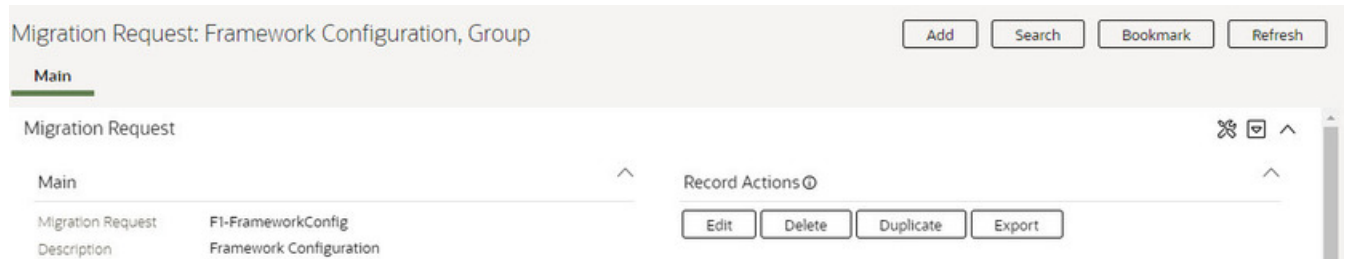 Migration Request: Framework Configuration, Group
Add Search Bookmark Refresh
Main
Migration Request
Main
Record Actions
Migration Request F1-FrameworkConfig
Edit Delete Duplicate Export
Description Framework Configuration